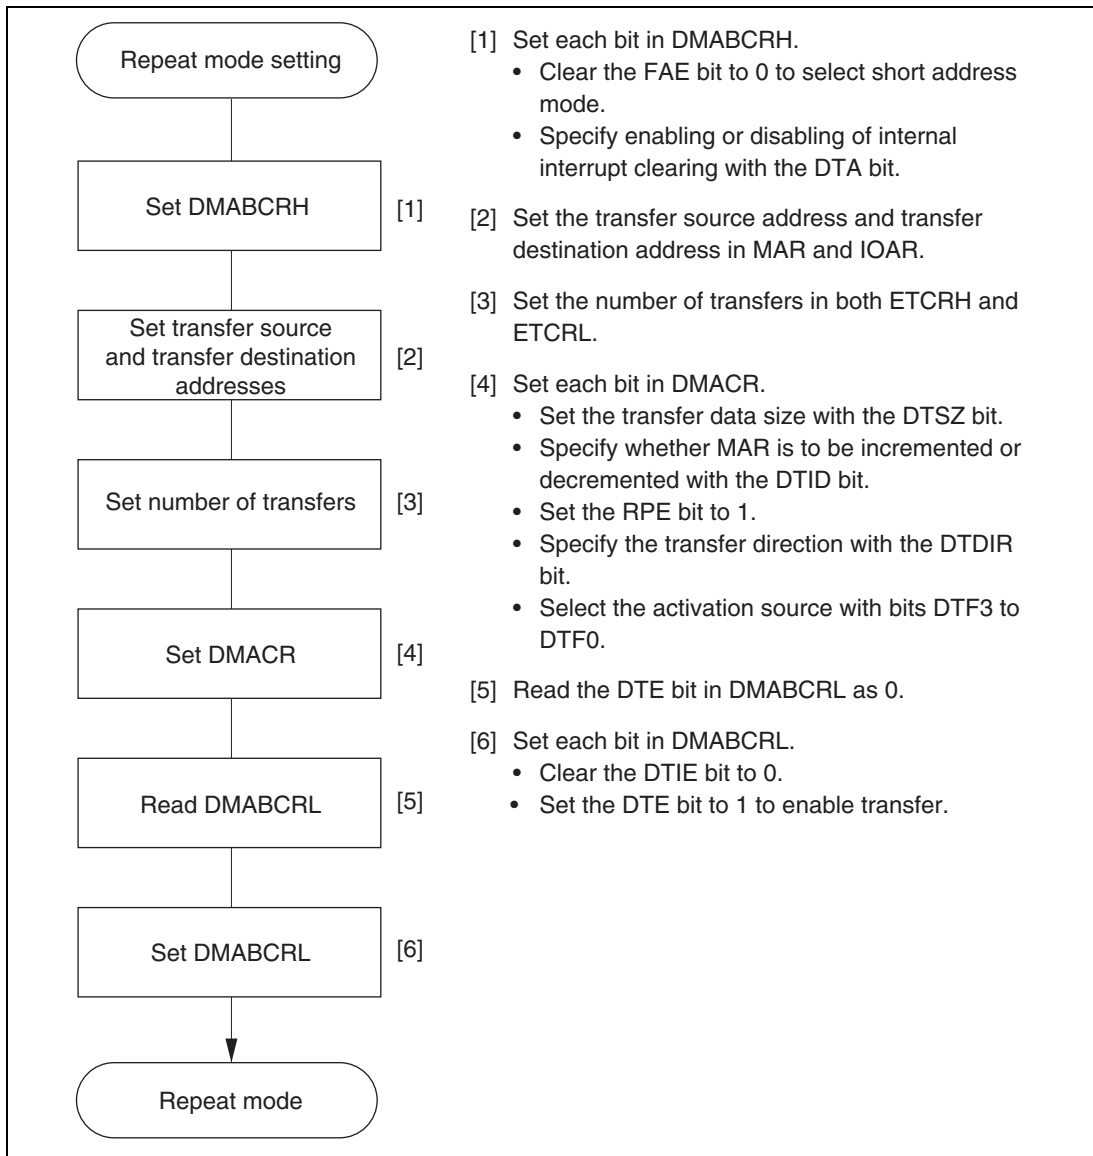 Repeat mode setting
Set DMABCRH
[1]
Set transfer source
and transfer destination
addresses
[2]
Set number of transfers
[3]
Set DMACR
[4]
Read DMABCRL
[5]
Set DMABCRL
[6]
Repeat mode
[1] Set each bit in DMABCRH.
• Clear the FAE bit to 0 to select short address
mode.
• Specify enabling or disabling of internal
interrupt clearing with the DTA bit.
[2] Set the transfer source address and transfer
destination address in MAR and IOAR.
[3] Set the number of transfers in both ETCRH and
ETCRL.
[4] Set each bit in DMACR.
• Set the transfer data size with the DTSZ bit.
• Specify whether MAR is to be incremented or
decremented with the DTID bit.
• Set the RPE bit to 1.
• Specify the transfer direction with the DTDIR
bit.
• Select the activation source with bits DTF3 to
DTF0.
[5] Read the DTE bit in DMABCRL as 0.
[6] Set each bit in DMABCRL.
• Clear the DTIE bit to 0.
• Set the DTE bit to 1 to enable transfer.